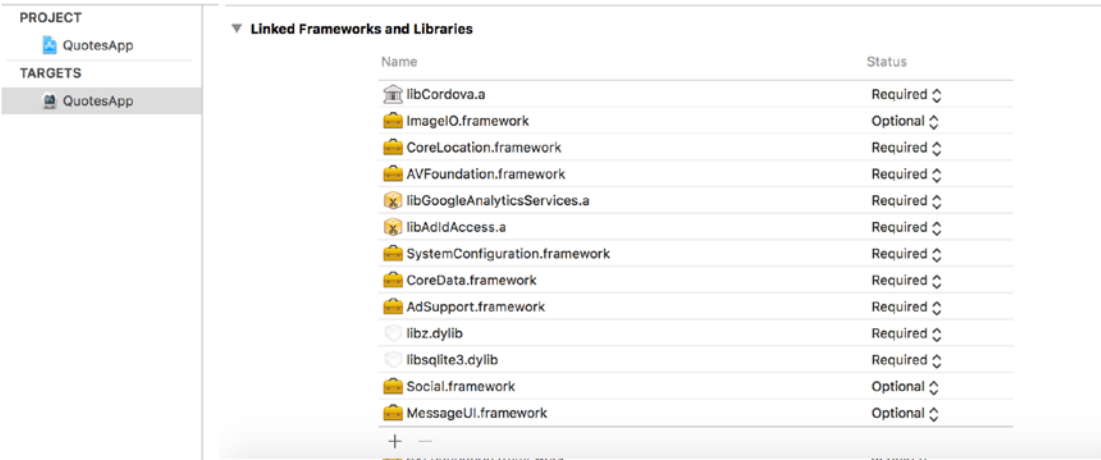 PROJECT
QuotesApp
TARGETS
QuotesApp
Linked Frameworks and Libraries
Name Status
libCordova.a Required
ImageIO.framework Optional
CoreLocation.framework Required
AVFoundation.framework Required
libGoogleAnalyticsServices.a Required
libAdIdAccess.a Required
SystemConfiguration.framework Required
CoreData.framework Required
AdSupport.framework Required
libz.dylib Required
libsqlite3.dylib Required
Social.framework Optional
MessageUI.framework Optional